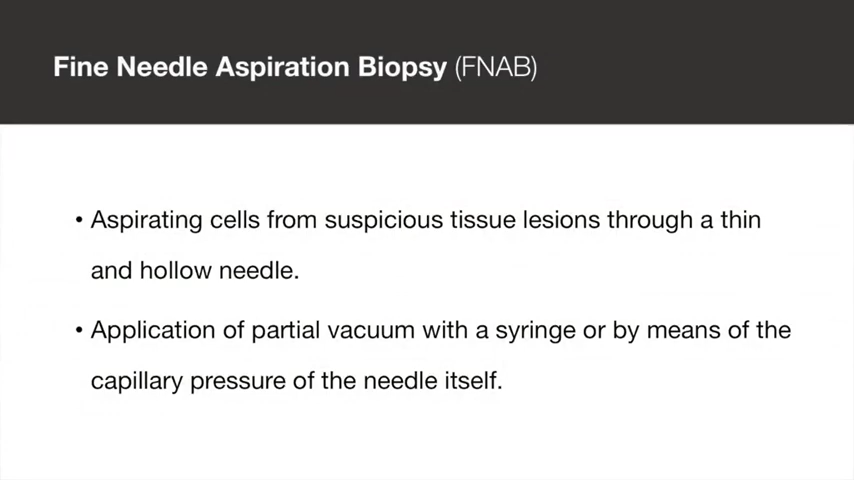 Fine Needle Aspiration Biopsy (FNAB)
• Aspirating cells from suspicious tissue lesions through a thin
and hollow needle.
• Application of partial vacuum with a syringe or by means of the
capillary pressure of the needle itself.